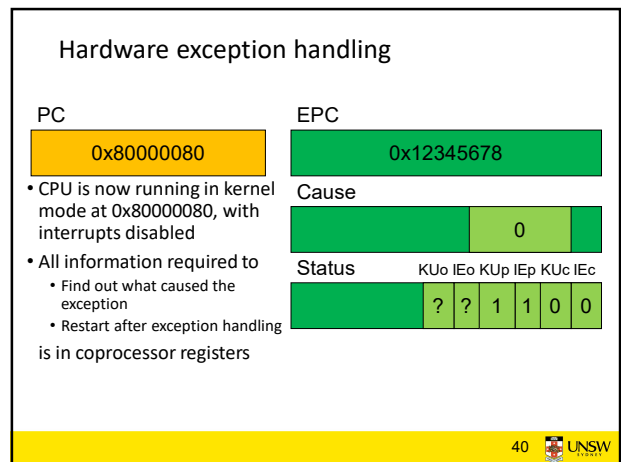 Hardware exception handling
PC
0x80000080
• CPU is now running in kernel
mode at 0x80000080, with
interrupts disabled
• All information required to
• Find out what caused the
exception
• Restart after exception handling
is in coprocessor registers
EPC
0x12345678
Cause
0
Status
KUo IEo KUp IEp KUc IEc
? ? 1 1 0 0
40
UNSW
SYDNEY